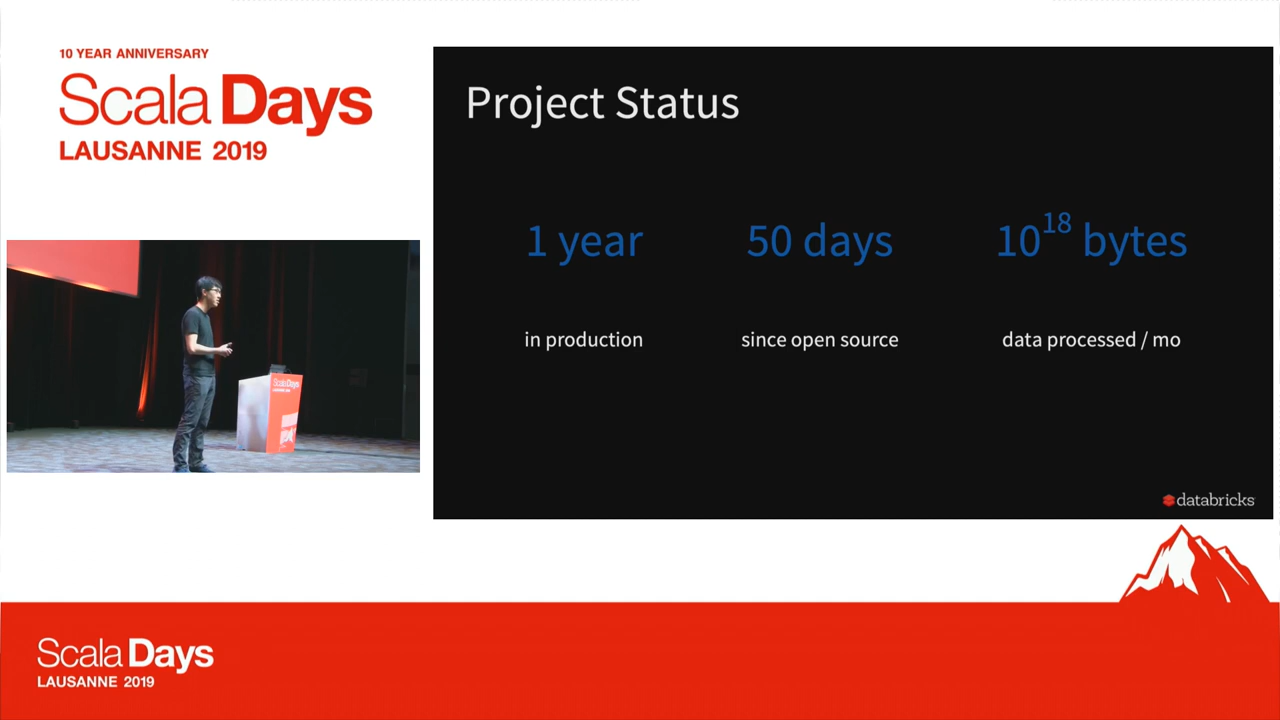 10 YEAR ANNIVERSARY
Scala Days
LAUSANNE 2019
Project Status
1 year
50 days
10^18 bytes
in production
since open source
data processed / mo
databricks
ScalaDays
Scala Days
LAUSANNE 2019